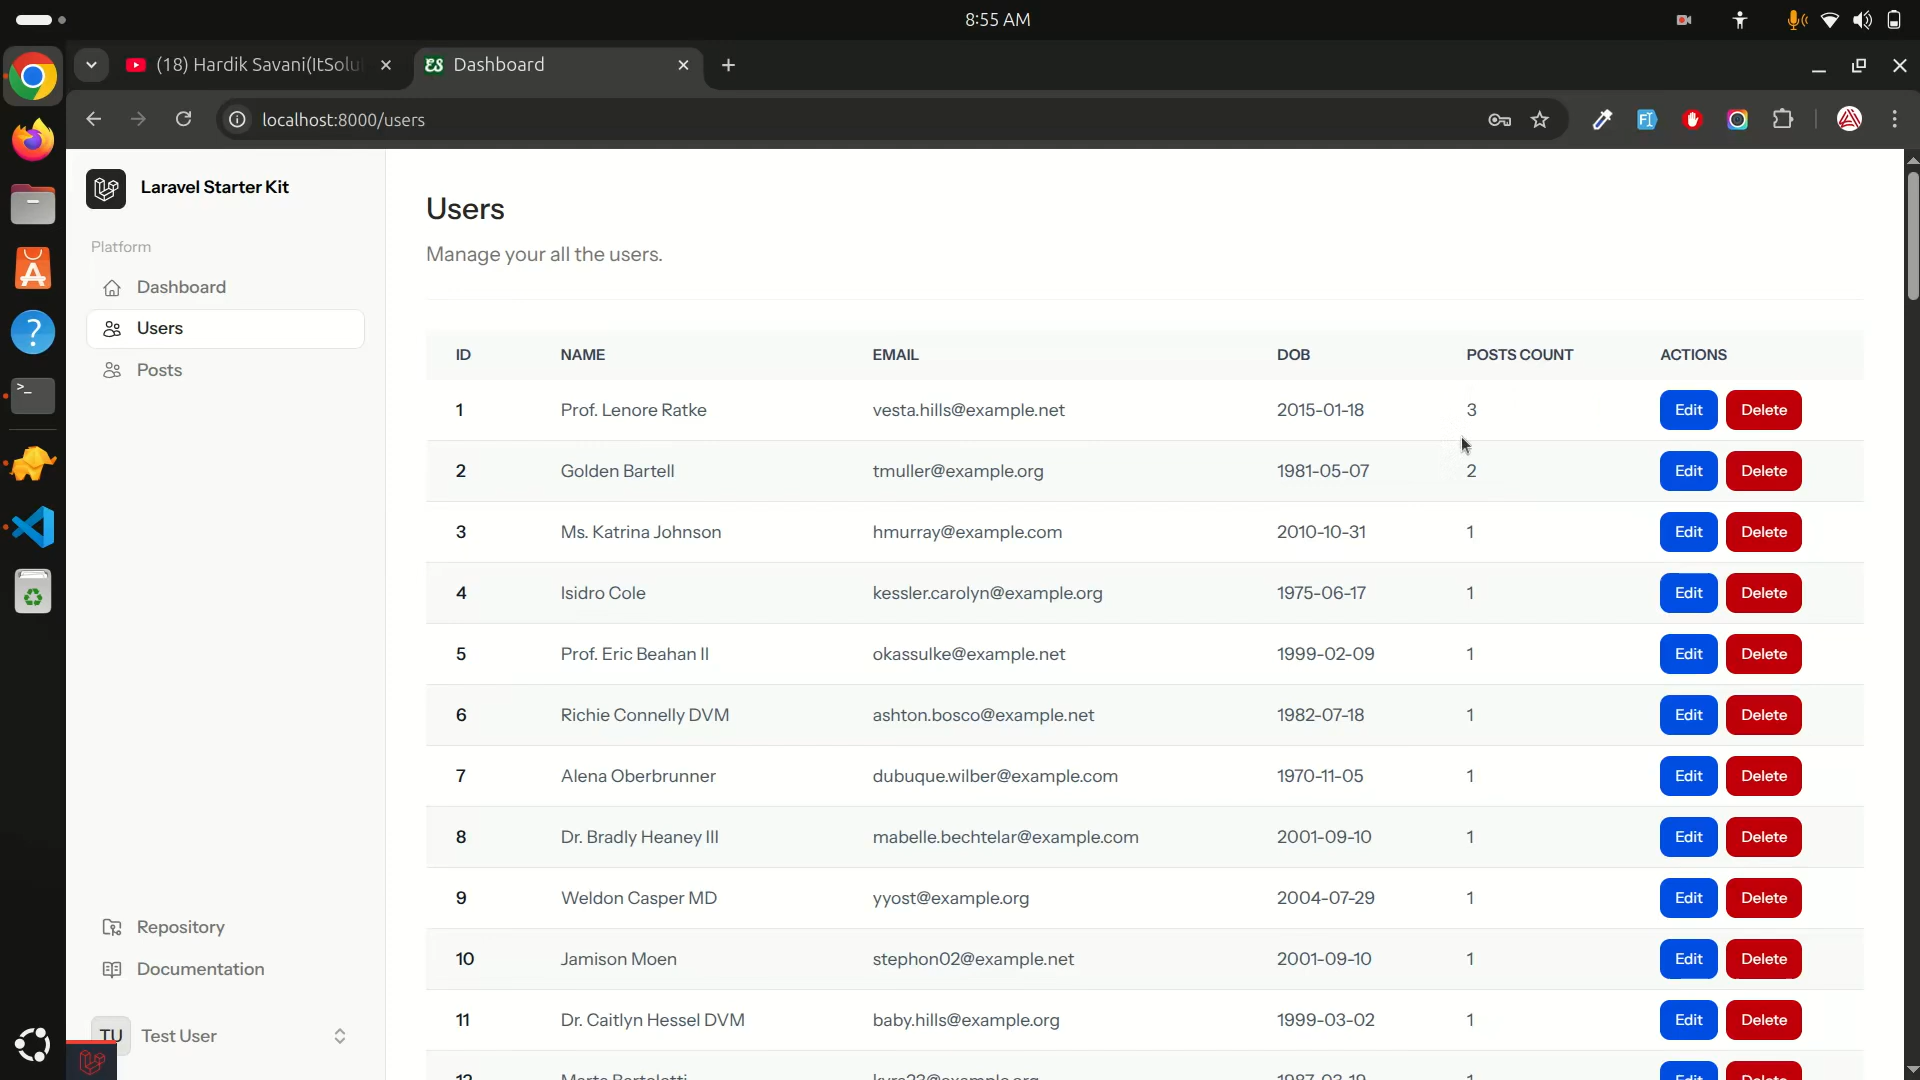 8:55 AM
(18) Hardik Savani(ItSolu
Dashboard
localhost:8000/users
Laravel Starter Kit
Platform
Dashboard
Users
Posts
Repository
Documentation
TU Test User
Users
Manage your all the users.
ID NAME EMAIL DOB POSTS COUNT ACTIONS
1 Prof. Lenore Ratke vesta.hills@example.net 2015-01-18 3 Edit Delete
2 Golden Bartell tmuller@example.org 1981-05-07 2 Edit Delete
3 Ms. Katrina Johnson hmurray@example.com 2010-10-31 1 Edit Delete
4 Isidro Cole kessler.carolyn@example.org 1975-06-17 1 Edit Delete
5 Prof. Eric Beahan II okassulke@example.net 1999-02-09 1 Edit Delete
6 Richie Connelly DVM ashton.bosco@example.net 1982-07-18 1 Edit Delete
7 Alena Oberbrunner dubuque.wilber@example.com 1970-11-05 1 Edit Delete
8 Dr. Bradly Heaney III mabelle.bechtelar@example.com 2001-09-10 1 Edit Delete
9 Weldon Casper MD yyost@example.org 2004-07-29 1 Edit Delete
10 Jamison Moen stephon02@example.net 2001-09-10 1 Edit Delete
11 Dr. Caitlyn Hessel DVM baby.hills@example.org 1999-03-02 1 Edit Delete